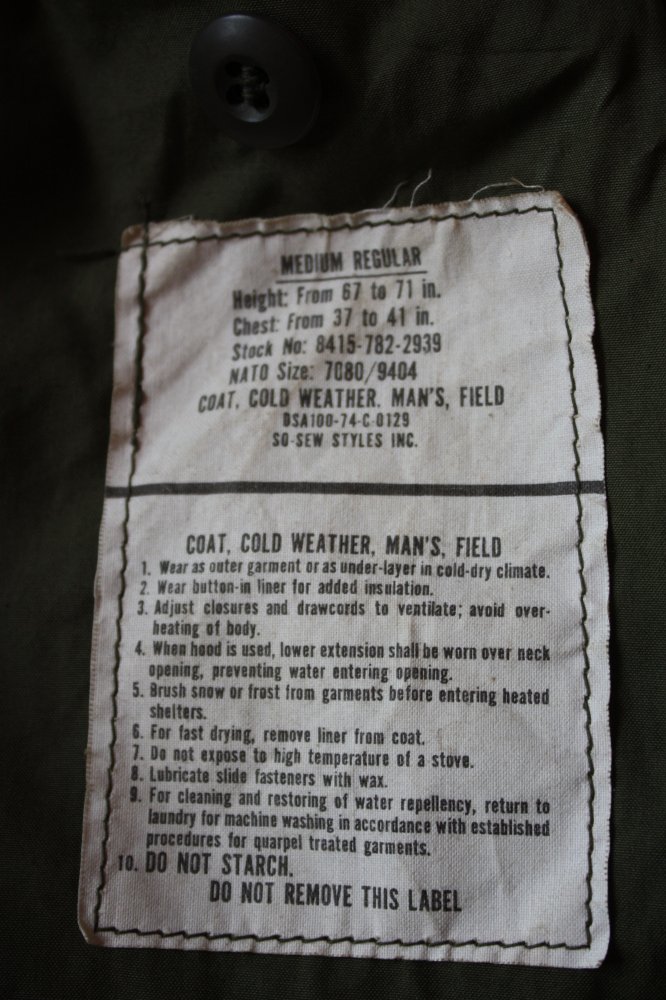 MEDIUM REGULAR
Height: From 67 to 71 in.
Chest: From 37 to 41 in.
Stock No: 8415-782-2939
NATO Size: 7080/9404
COAT, COLD WEATHER. MAN'S, FIELD
DSA100-74-C-0129
SO-SEW STYLES INC.
COAT, COLD WEATHER, MAN'S, FIELD
1. Wear as outer garment or as under-layer in cold-dry climate.
2. Wear button-in liner for added insulation.
3. Adjust closures and drawcords to ventilate; avoid over-
heating of body.
4. When hood is used, lower extension shall be worn over neck
opening, preventing water entering opening.
5. Brush snow or frost from garments before entering heated
shelters.
6. For fast drying, remove liner from coat.
7. Do not expose to high temperature of a stove.
8. Lubricate slide fasteners with wax.
9. For cleaning and restoring of water repellency, return to
laundry for machine washing in accordance with established
procedures for quarpel treated garments.
10. DO NOT STARCH.
DO NOT REMOVE THIS LABEL